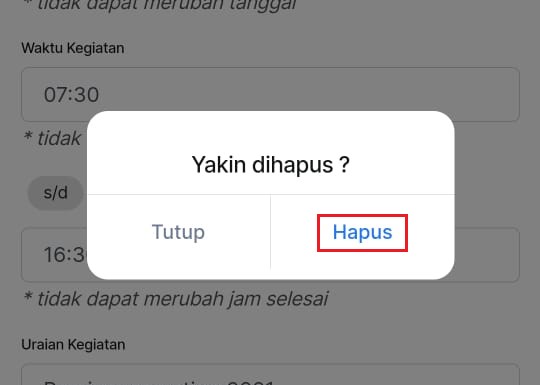 * tidak dapat merubah tanggal
Waktu Kegiatan
07:30
* tidak
Yakin dihapus ?
s/d
Tutup
Hapus
16:3
* tidak dapat merubah jam selesai
Uraian Kegiatan